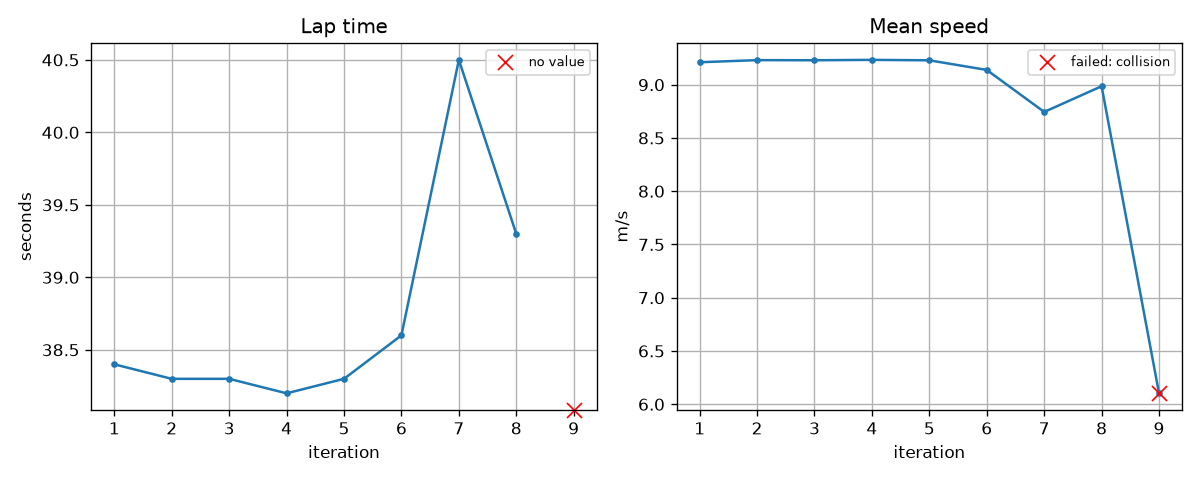 Lap time
40.5
40.0
39.5
39.0
38.5
seconds
no value
1 2 3 4 5 6 7 8 9
iteration
Mean speed
9.0
8.5
8.0
7.5
7.0
6.5
6.0
m/s
failed: collision
1 2 3 4 5 6 7 8 9
iteration